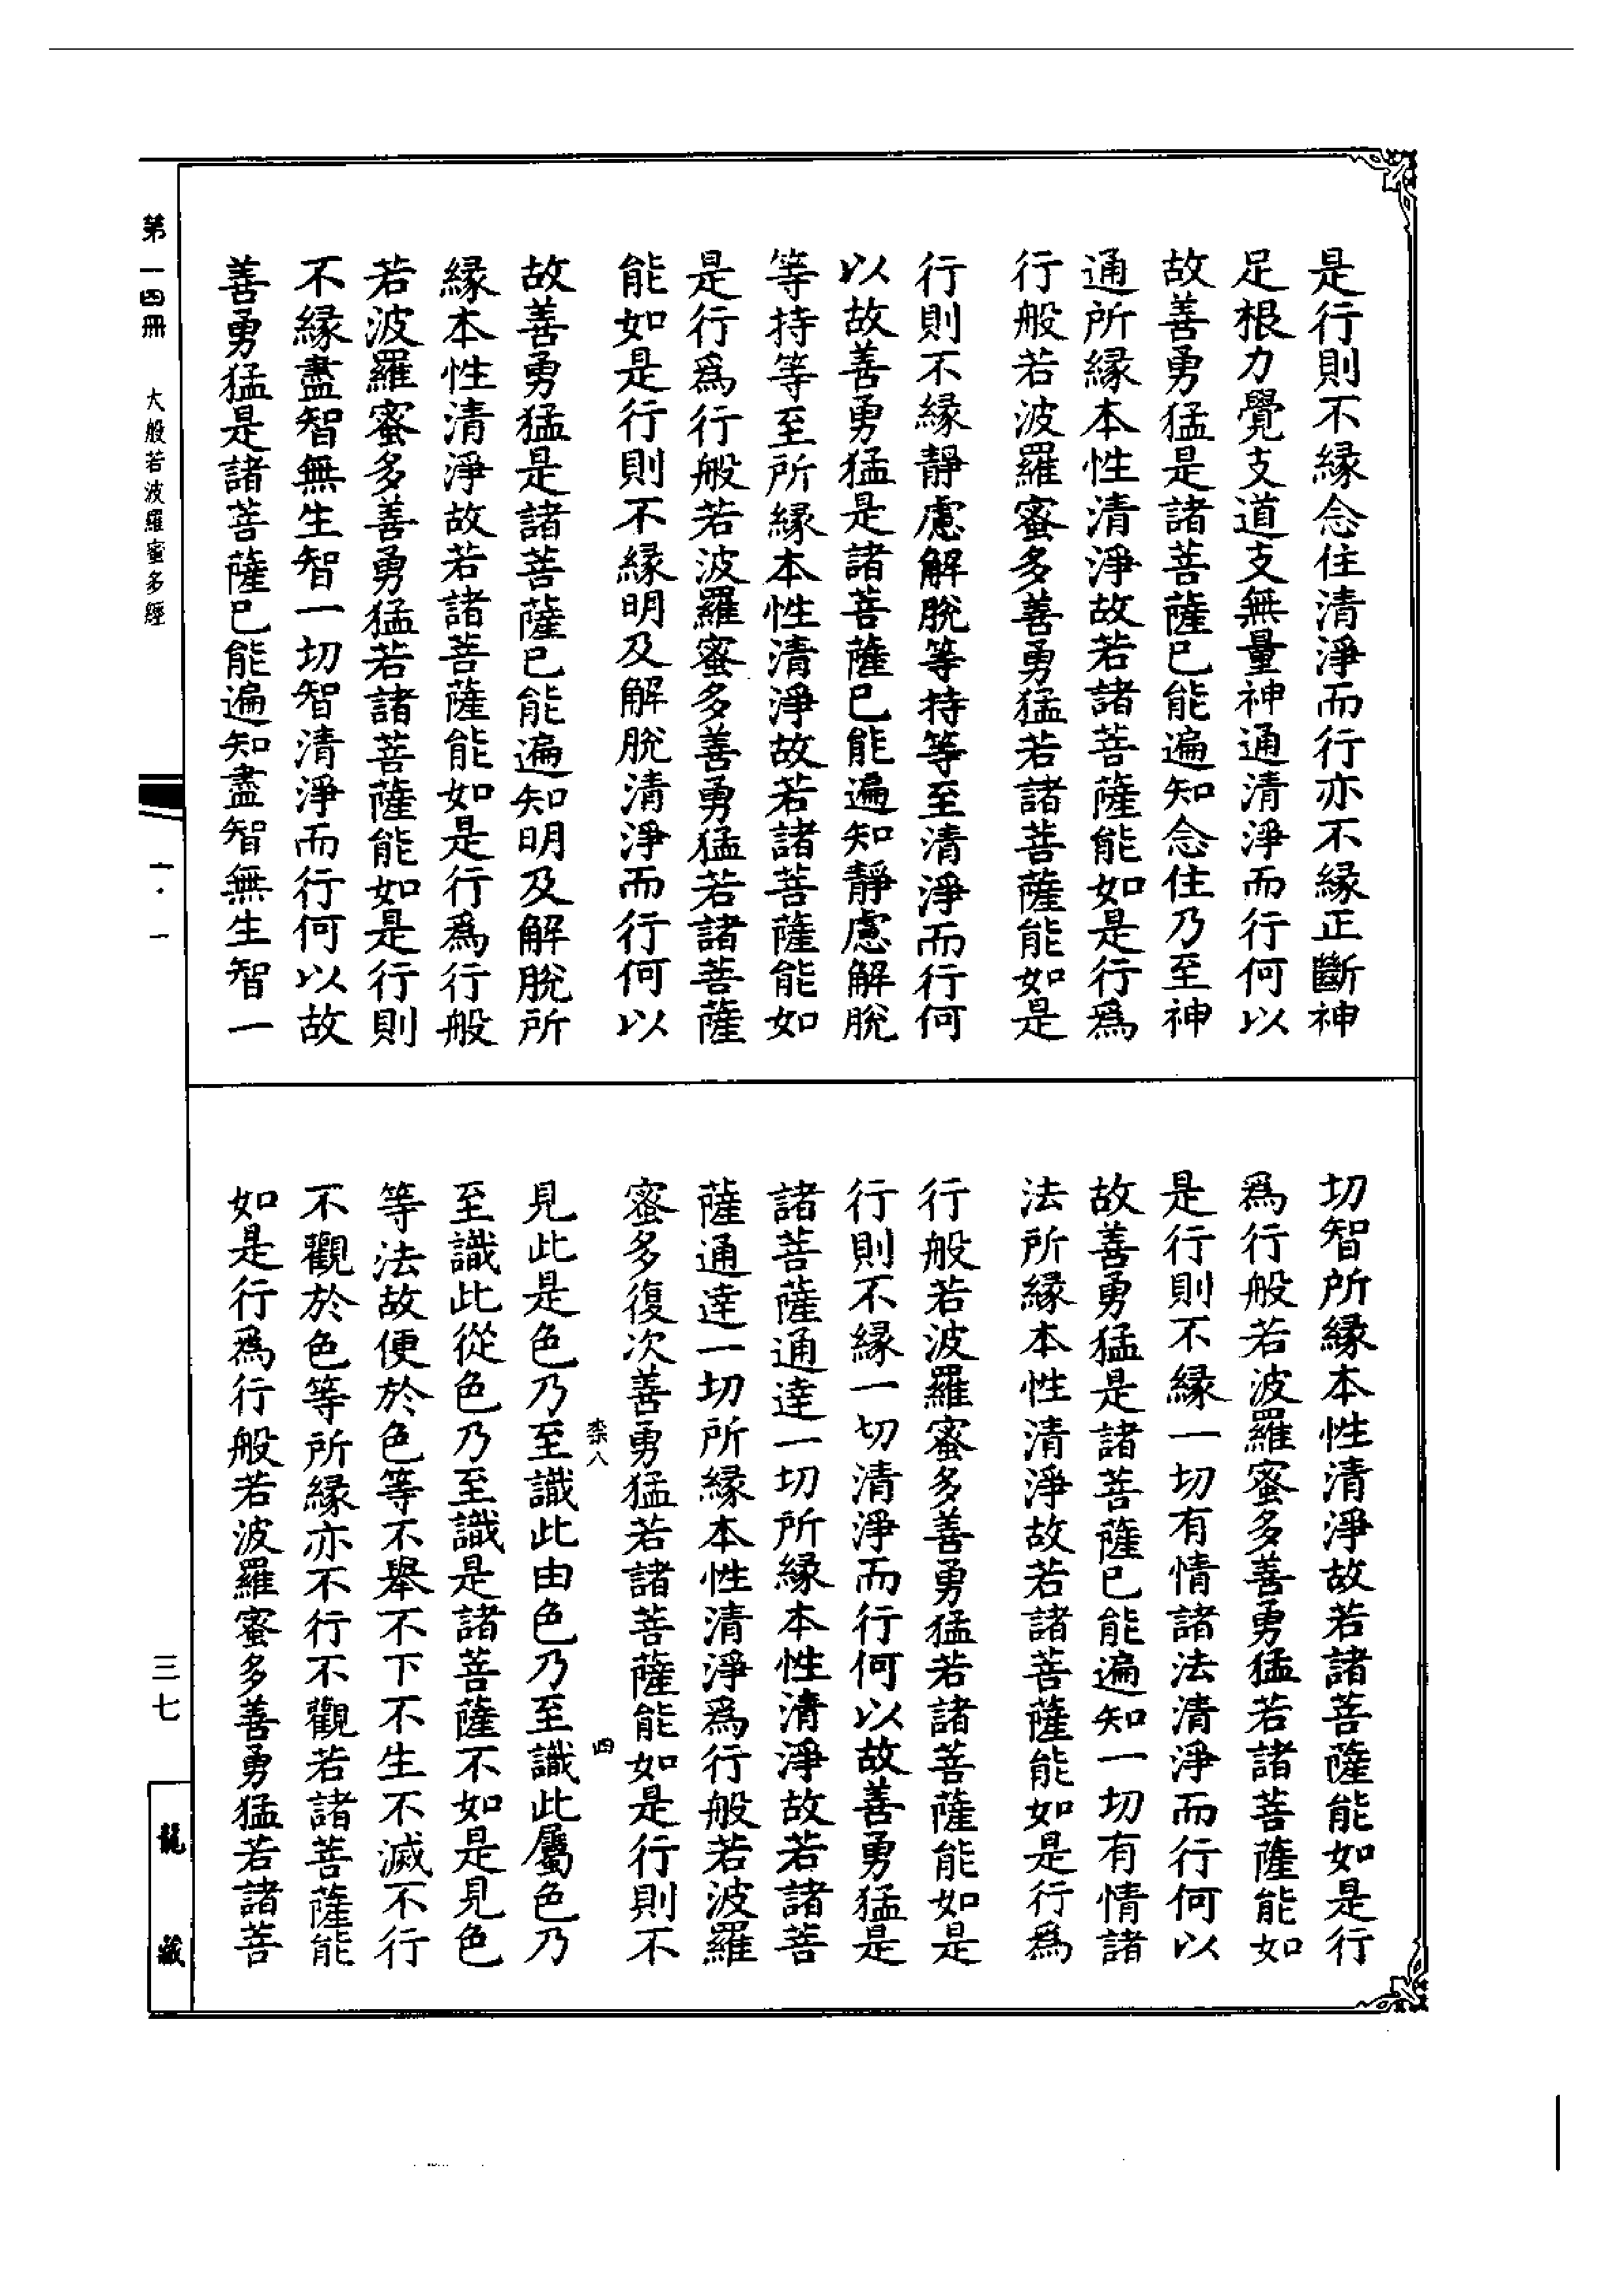 是行則不緣念住清淨而行亦不緣正斷神
足根力覺支道支無量神通清淨而行何以
故善勇猛是諸菩薩已能遍知念住乃至神
通所緣本性清淨故若諸菩薩能如是行爲
行般若波羅蜜多善勇猛若諸菩薩能如是
行則不緣靜慮解脫等持等至清淨而行何
以故善勇猛是諸菩薩已能遍知靜慮解脫
等持等至所緣本性清淨故若諸菩薩能如
是行爲行般若波羅蜜多善勇猛若諸菩薩
能如是行則不緣明及解脫清淨而行何以
故善勇猛是諸菩薩已能遍知明及解脫所
緣本性清淨故若諸菩薩能如是行爲行般
若波羅蜜多善勇猛若諸菩薩能如是行則
不緣盡智無生智一切智清淨而行何以故
善勇猛是諸菩薩已能遍知盡智無生智一
切智所緣本性清淨故若諸菩薩能如是行
爲行般若波羅蜜多善勇猛若諸菩薩能如
是行則不緣一切有情諸法清淨而行何以
故善勇猛是諸菩薩已能遍知一切有情諸
法所緣本性清淨故若諸菩薩能如是行爲
行般若波羅蜜多善勇猛若諸菩薩能如是
行則不緣一切清淨而行何以故善勇猛是
諸菩薩通達一切所緣本性清淨故若諸菩
薩通達一切所緣本性清淨爲行般若波羅
蜜多復次善勇猛若諸菩薩能如是行則不
柰八 四
見此是色乃至識此由色乃至識此屬色乃
至識此從色乃至識是諸菩薩不如是見色
等法故便於色等不舉不下不生不滅不行
不觀於色等所緣亦不行不觀若諸菩薩能
如是行爲行般若波羅蜜多善勇猛若諸菩
第一四冊 大般若波羅蜜多經
一·一
三七
龍藏